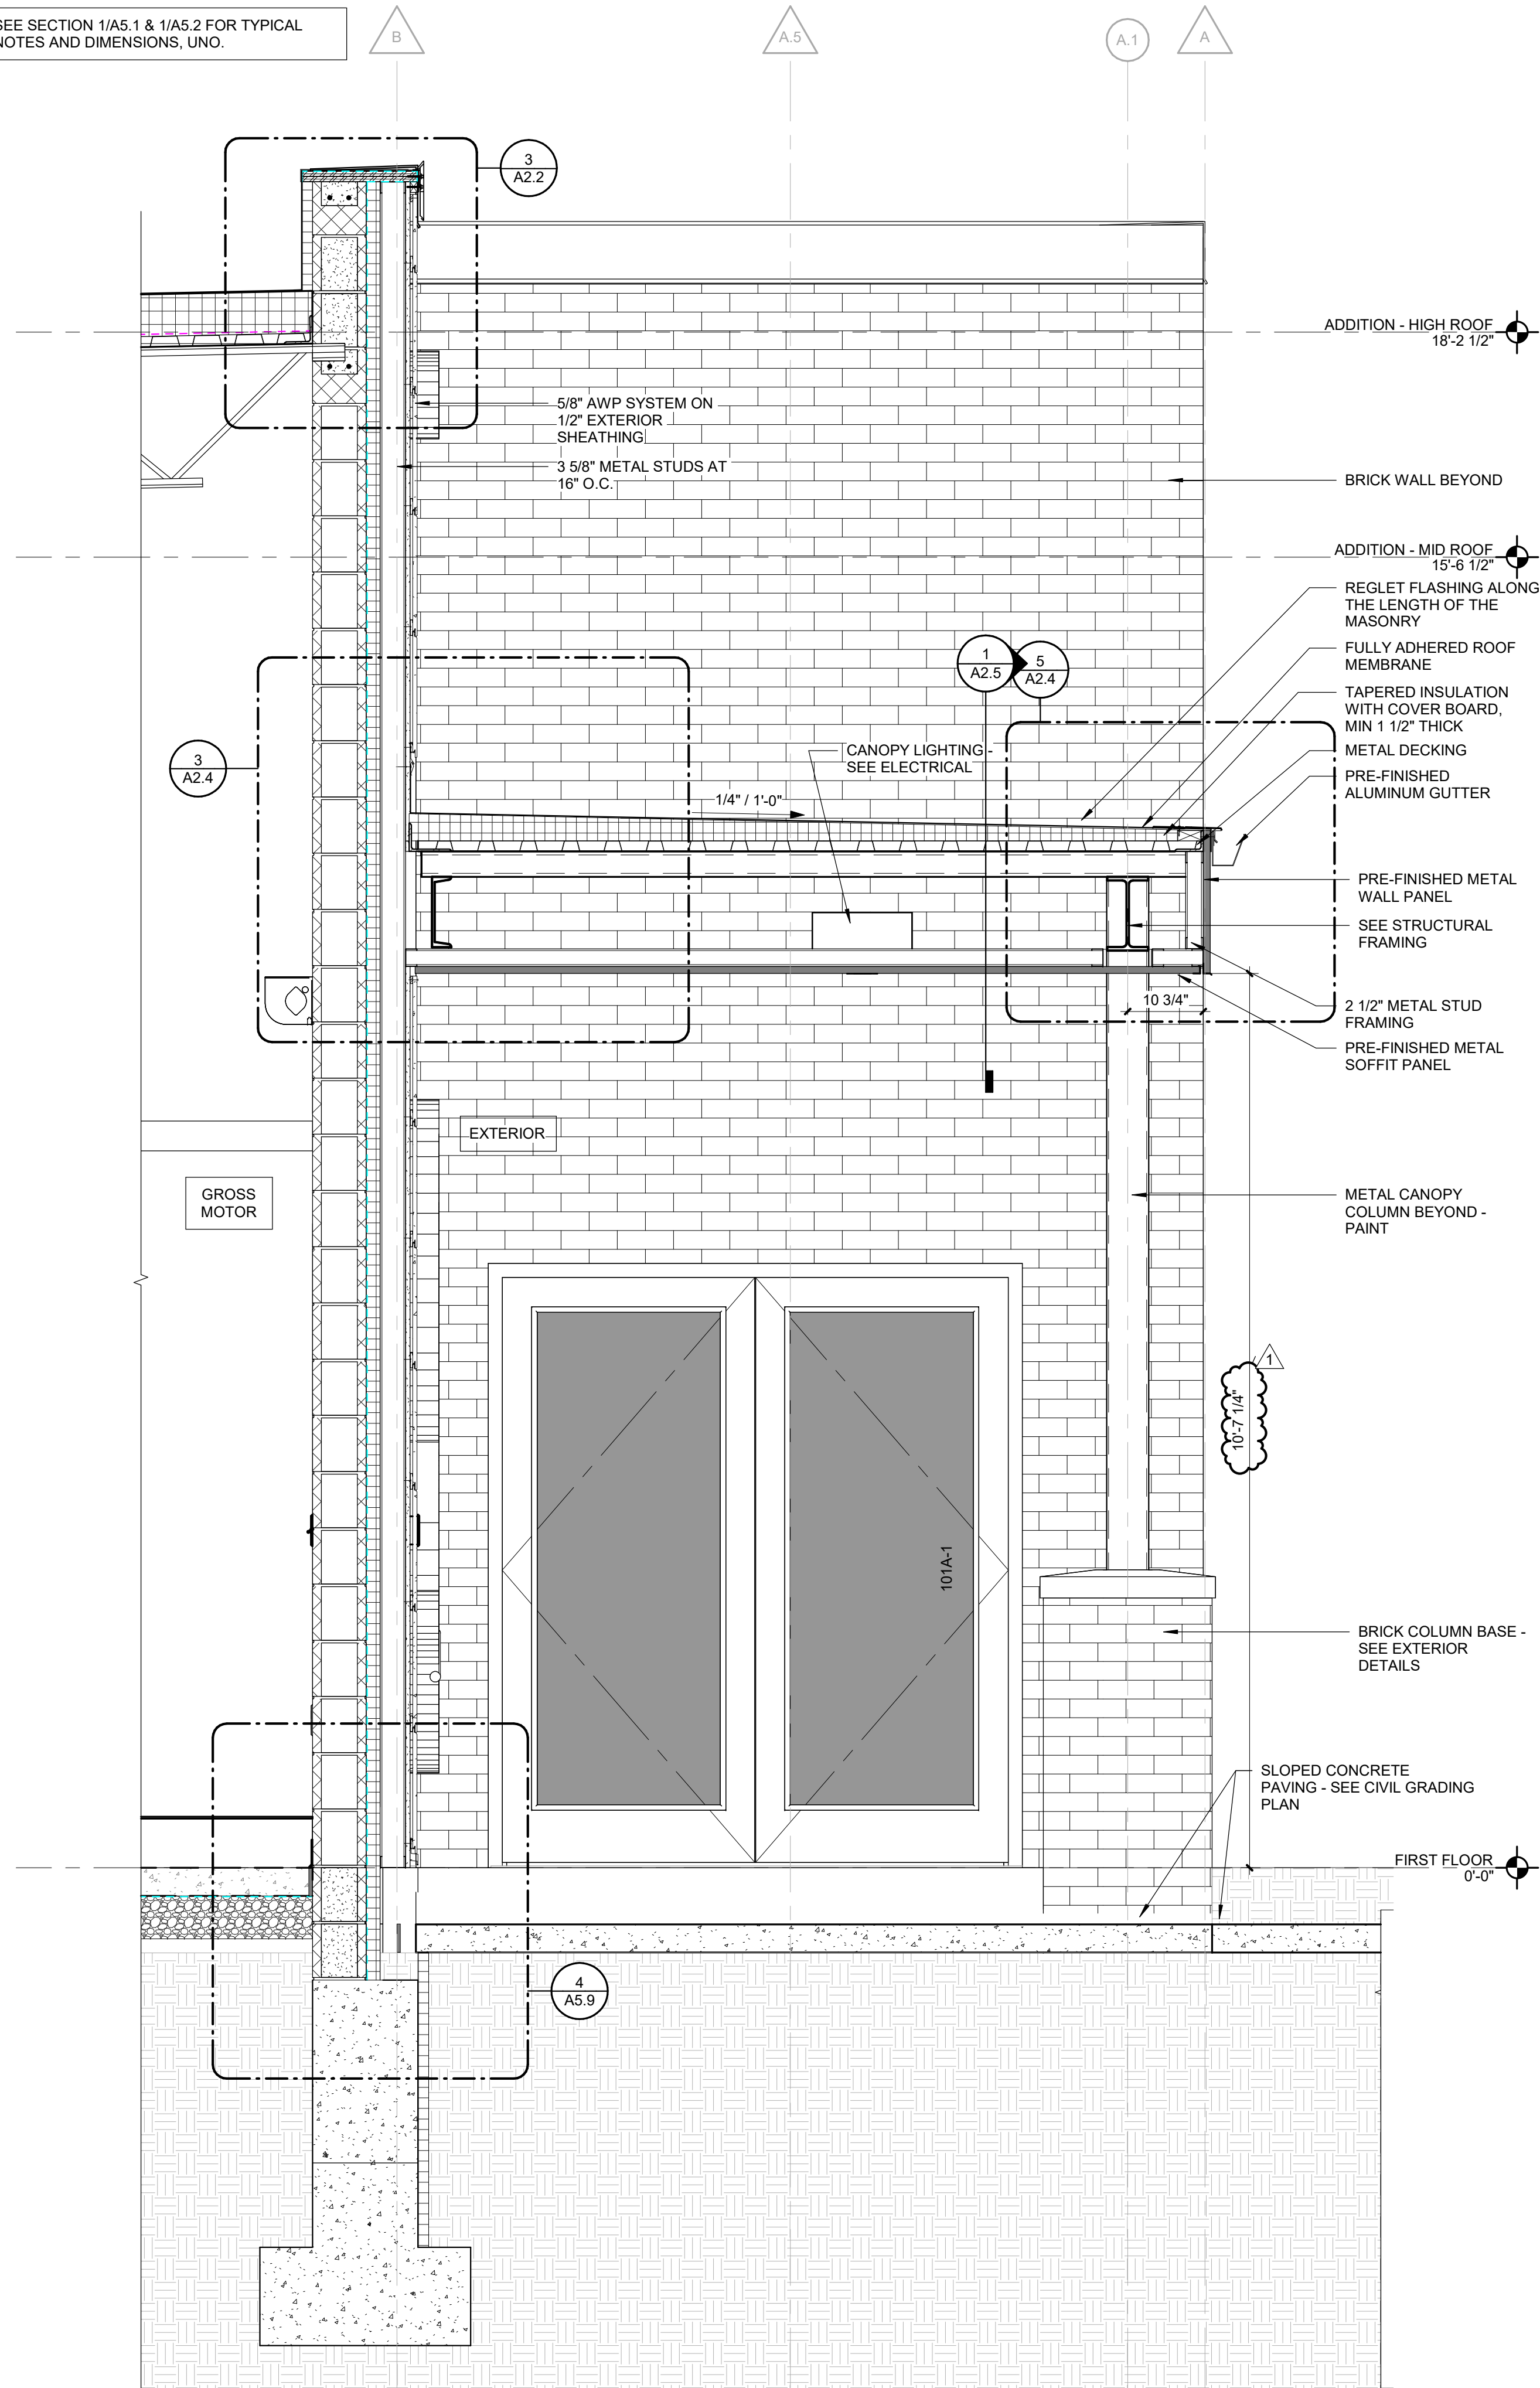 SEE SECTION 1/A5.1 & 1/A5.2 FOR TYPICAL
NOTES AND DIMENSIONS, UNO.
B
A.5
A.1
A
3
A2.2
ADDITION - HIGH ROOF
18'-2 1/2"
5/8" AWP SYSTEM ON
1/2" EXTERIOR
SHEATHING
3 5/8" METAL STUDS AT
16" O.C.
BRICK WALL BEYOND
ADDITION - MID ROOF
15'-6 1/2"
REGLET FLASHING ALONG
THE LENGTH OF THE
MASONRY
FULLY ADHERED ROOF
MEMBRANE
1
A2.5
5
A2.4
TAPERED INSULATION
WITH COVER BOARD,
MIN 1 1/2" THICK
3
A2.4
CANOPY LIGHTING -
SEE ELECTRICAL
METAL DECKING
PRE-FINISHED
ALUMINUM GUTTER
1/4" / 1'-0"
PRE-FINISHED METAL
WALL PANEL
SEE STRUCTURAL
FRAMING
10 3/4"
2 1/2" METAL STUD
FRAMING
PRE-FINISHED METAL
SOFFIT PANEL
EXTERIOR
GROSS
MOTOR
METAL CANOPY
COLUMN BEYOND -
PAINT
1
10'-7 1/4"
101A-1
BRICK COLUMN BASE -
SEE EXTERIOR
DETAILS
SLOPED CONCRETE
PAVING - SEE CIVIL GRADING
PLAN
FIRST FLOOR
0'-0"
4
A5.9